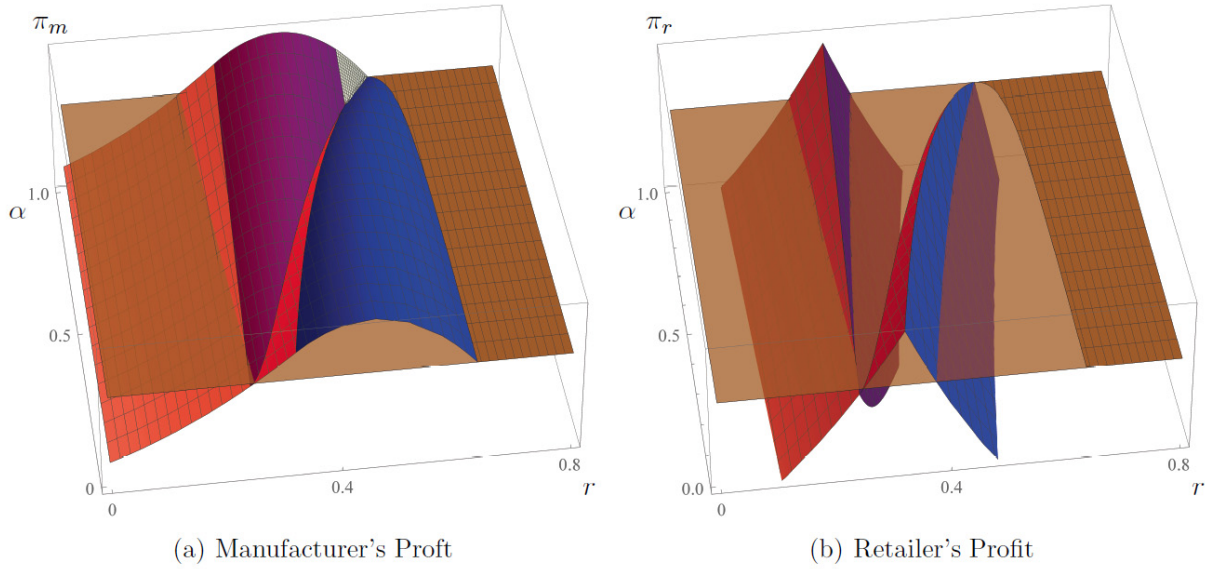 π_m
1.0
α
0.5
0
0
0.4
0.8
r
(a) Manufacturer's Proft
π_r
1.0
α
0.5
0.0
0
0.4
0.8
r
(b) Retailer's Profit